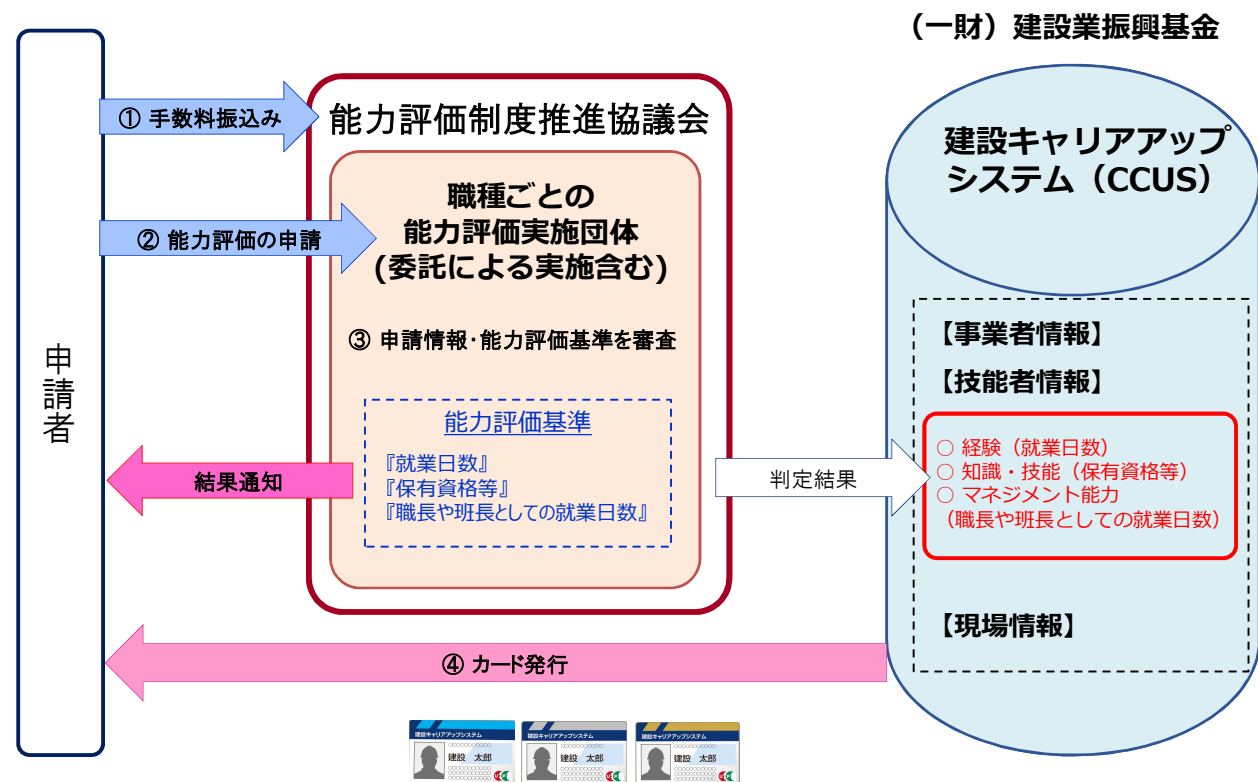 （一財）建設業振興基金
① 手数料振込み
能力評価制度推進協議会
建設キャリアアップ
システム（CCUS）
職種ごとの
能力評価実施団体
(委託による実施含む)
② 能力評価の申請
③ 申請情報･能力評価基準を審査
申請者
【事業者情報】
【技能者情報】
能力評価基準
『就業日数』
『保有資格等』
『職長や班長としての就業日数』
結果通知
判定結果
○ 経験（就業日数）
○ 知識・技能（保有資格等）
○ マネジメント能力
（職長や班長としての就業日数）
【現場情報】
④ カード発行
建設キャリアアップシステム
建設 太郎
建設キャリアアップシステム
建設 太郎
建設キャリアアップシステム
建設 太郎